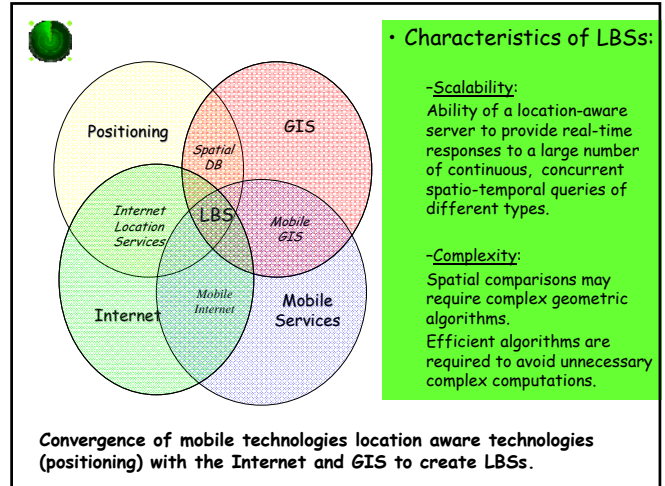 Positioning
GIS
Spatial
DB
Internet
Location
Services
LBS
Mobile
GIS
Internet
Mobile
Internet
Mobile
Services
• Characteristics of LBSs:
–Scalability:
Ability of a location-aware
server to provide real-time
responses to a large number
of continuous, concurrent
spatio-temporal queries of
different types.
–Complexity:
Spatial comparisons may
require complex geometric
algorithms.
Efficient algorithms are
required to avoid unnecessary
complex computations.
Convergence of mobile technologies location aware technologies
(positioning) with the Internet and GIS to create LBSs.